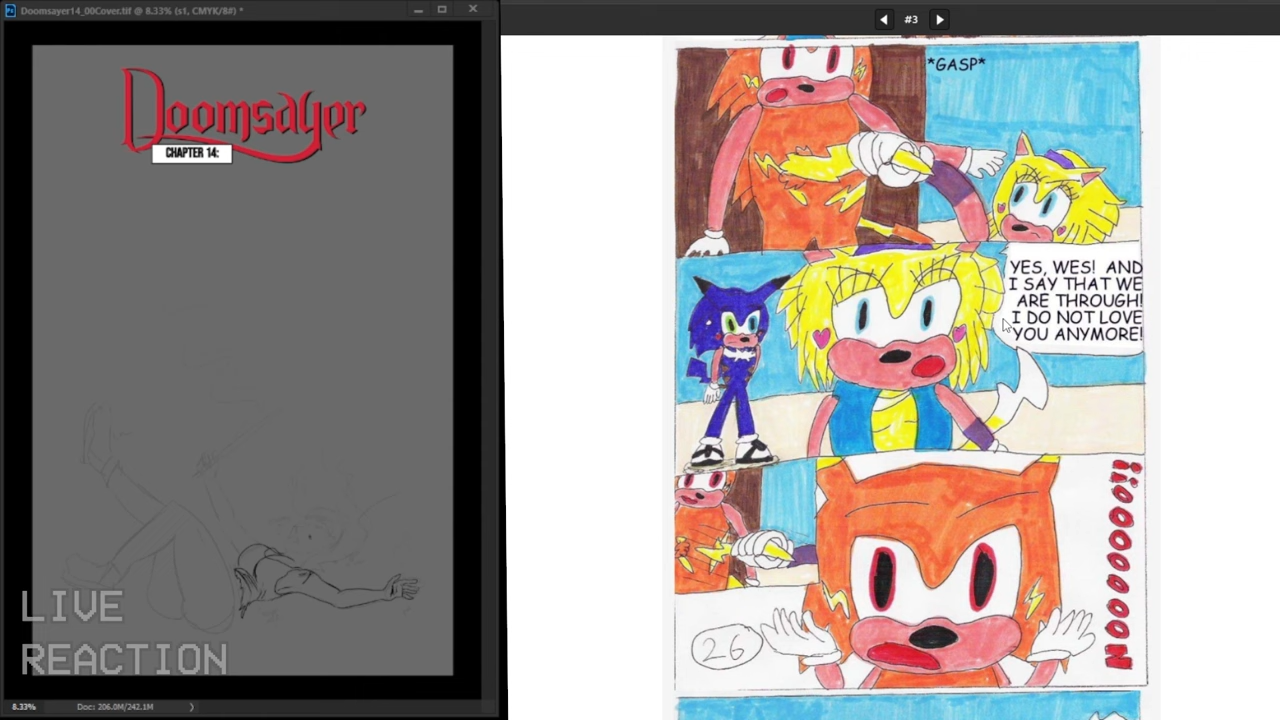 Doomsayer14_00Cover.tif @ 8.33% (s1, CMYK/8#) *
Doomsayer
CHAPTER 14:
LIVE
REACTION
8.33%
Doc: 206.0M/242.1M
#3
*GASP*
YES, WES! AND
I SAY THAT WE
ARE THROUGH!
I DO NOT LOVE
YOU ANYMORE!
26